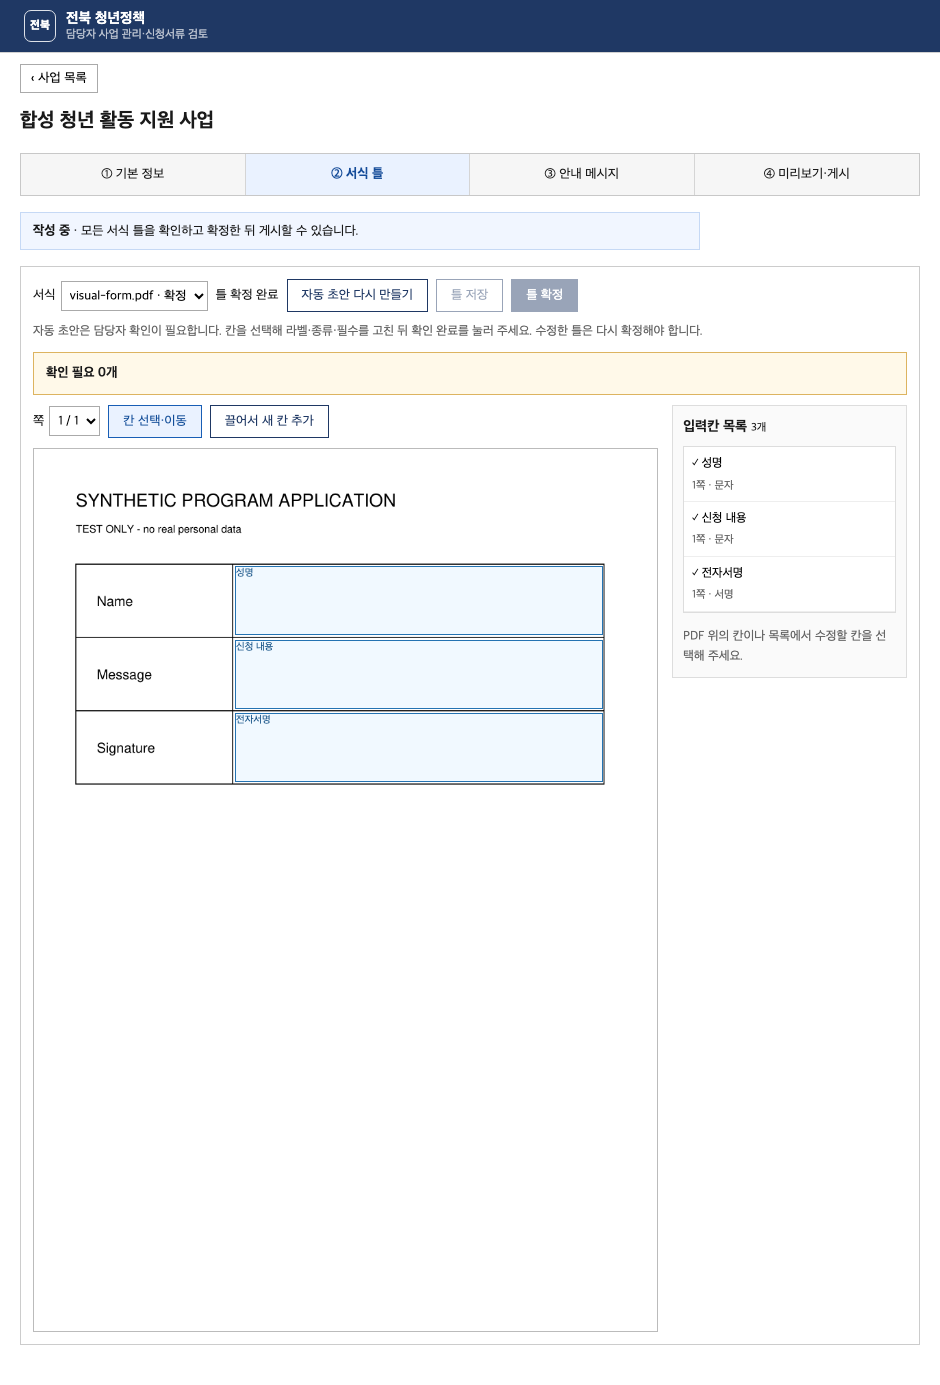 전북
전북 청년정책
담당자 사업 관리·신청서류 검토
‹ 사업 목록
합성 청년 활동 지원 사업
① 기본 정보
② 서식 틀
③ 안내 메시지
④ 미리보기·게시
작성 중 · 모든 서식 틀을 확인하고 확정한 뒤 게시할 수 있습니다.
서식 visual-form.pdf · 확정 틀 확정 완료 자동 초안 다시 만들기 틀 저장 틀 확정
자동 초안은 담당자 확인이 필요합니다. 칸을 선택해 라벨·종류·필수를 고친 뒤 확인 완료를 눌러 주세요. 수정한 틀은 다시 확정해야 합니다.
확인 필요 0개
쪽 1 / 1 칸 선택·이동 끌어서 새 칸 추가
SYNTHETIC PROGRAM APPLICATION
TEST ONLY - no real personal data
Name
성명
Message
신청 내용
Signature
전자서명
입력칸 목록 3개
✓ 성명
1쪽 · 문자
✓ 신청 내용
1쪽 · 문자
✓ 전자서명
1쪽 · 서명
PDF 위의 칸이나 목록에서 수정할 칸을 선
택해 주세요.